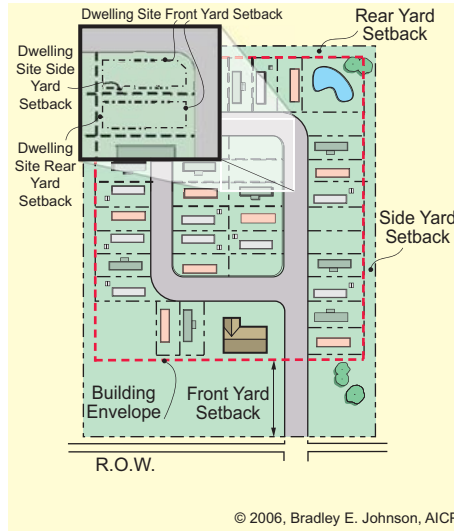 Dwelling Site Front Yard Setback
Rear Yard
Setback
Dwelling
Site Side
Yard
Setback
Dwelling
Site Rear
Yard
Setback
Side Yard
Setback
Building
Envelope
Front Yard
Setback
R.O.W.
© 2006, Bradley E. Johnson, AICP